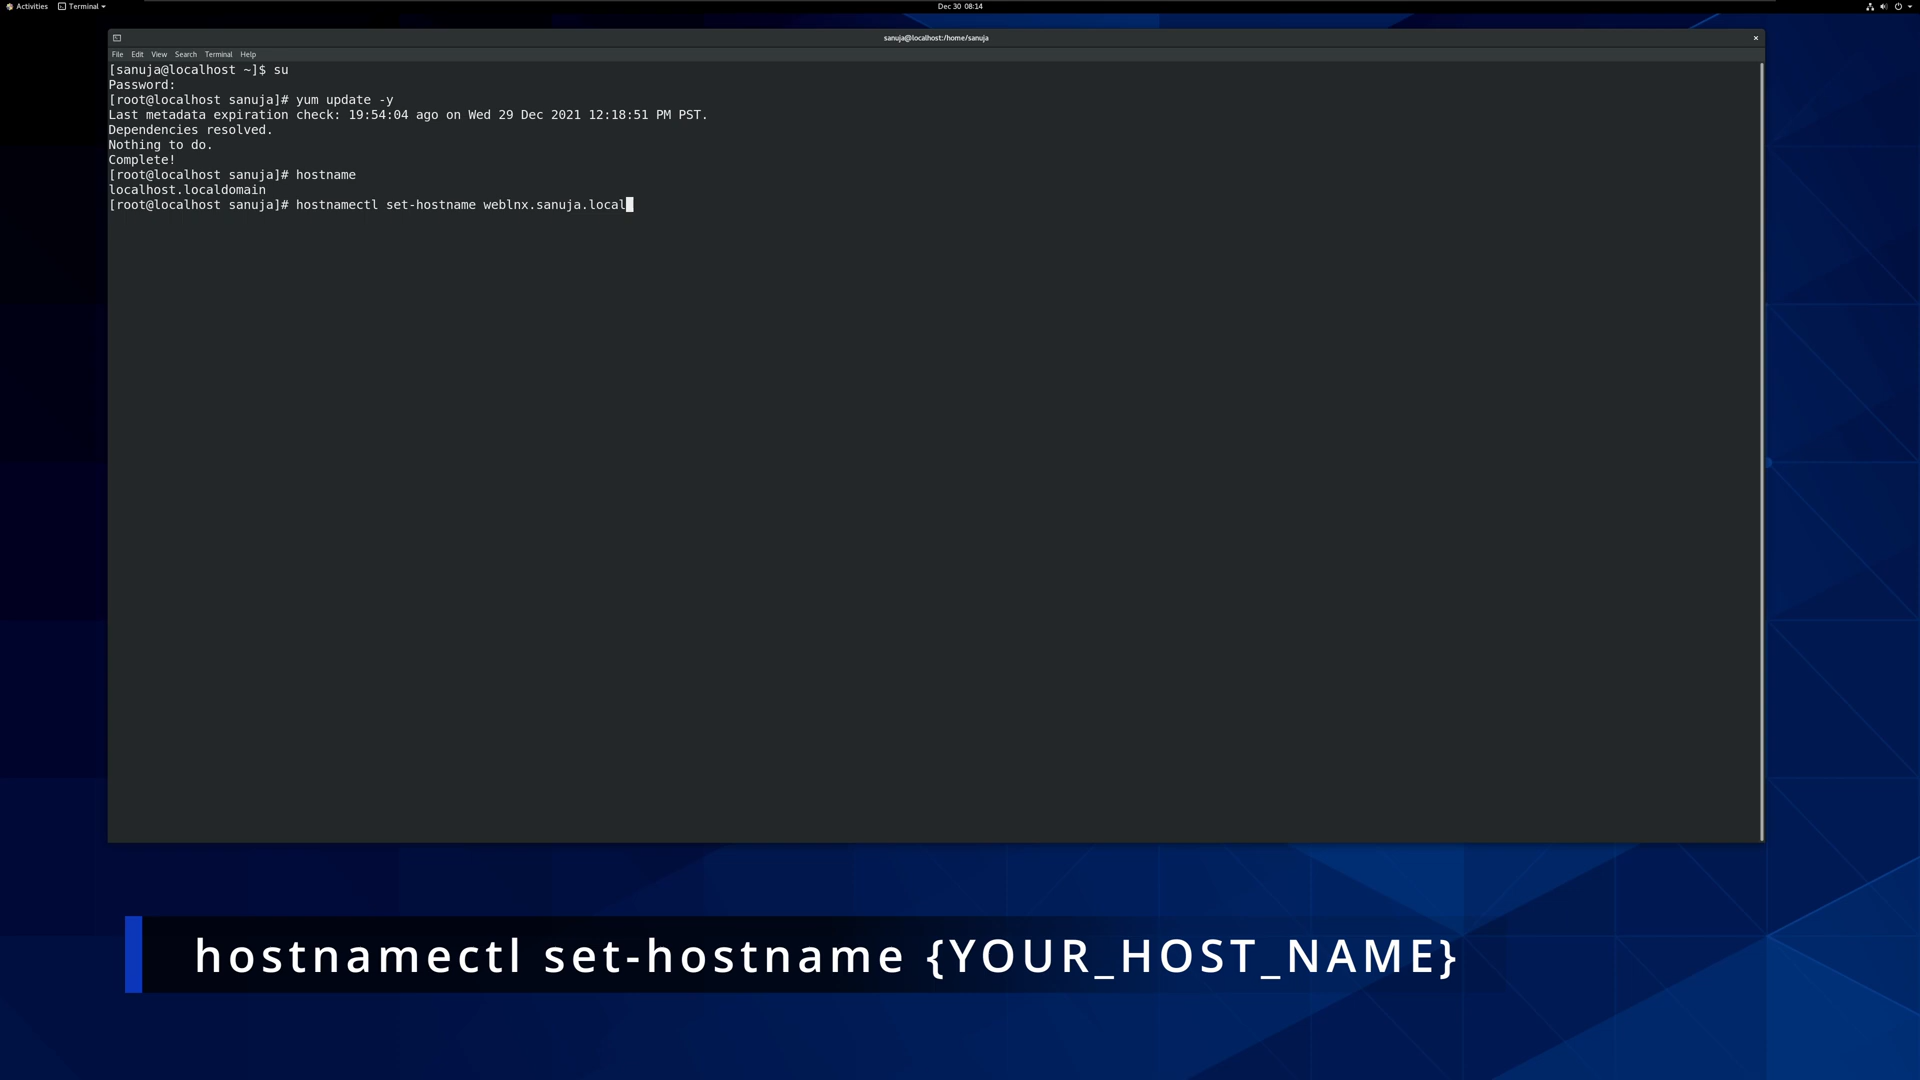 Activities Terminal Dec 30 08:14
sanuja@localhost:/home/sanuja
File Edit View Search Terminal Help
[sanuja@localhost ~]$ su
Password:
[root@localhost sanuja]# yum update -y
Last metadata expiration check: 19:54:04 ago on Wed 29 Dec 2021 12:18:51 PM PST.
Dependencies resolved.
Nothing to do.
Complete!
[root@localhost sanuja]# hostname
localhost.localdomain
[root@localhost sanuja]# hostnamectl set-hostname weblnx.sanuja.local
hostnamectl set-hostname {YOUR_HOST_NAME}